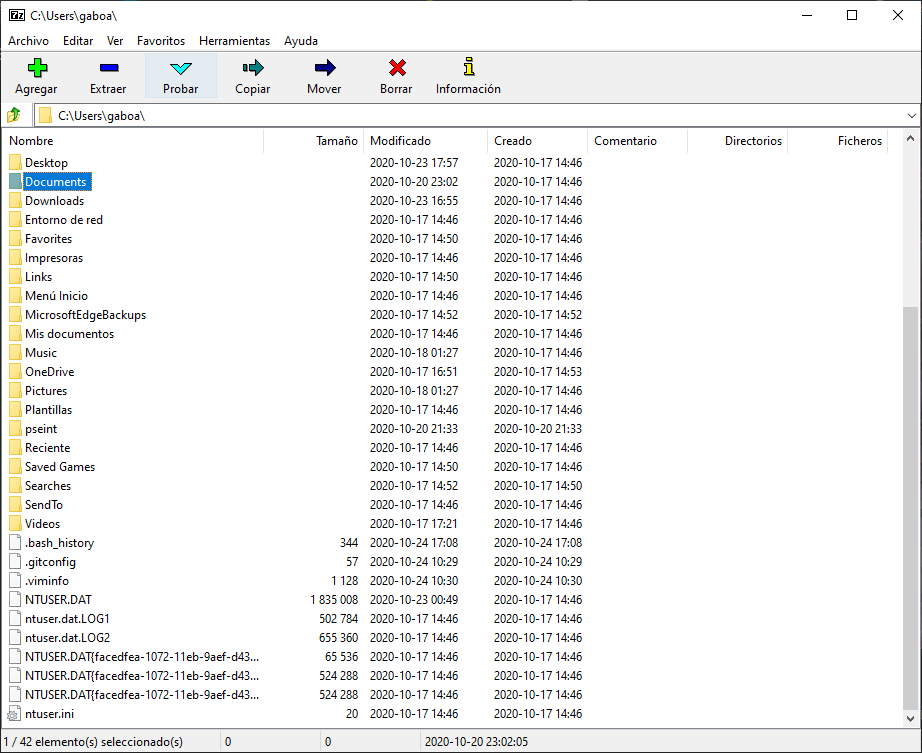 C:\Users\gaboa\
Archivo Editar Ver Favoritos Herramientas Ayuda
Agregar Extraer Probar Copiar Mover Borrar Información
C:\Users\gaboa\
Nombre Tamaño Modificado Creado Comentario Directorios Ficheros
Desktop 2020-10-23 17:57 2020-10-17 14:46
Documents 2020-10-20 23:02 2020-10-17 14:46
Downloads 2020-10-23 16:55 2020-10-17 14:46
Entorno de red 2020-10-17 14:46 2020-10-17 14:46
Favorites 2020-10-17 14:50 2020-10-17 14:46
Impresoras 2020-10-17 14:46 2020-10-17 14:46
Links 2020-10-17 14:50 2020-10-17 14:46
Menú Inicio 2020-10-17 14:46 2020-10-17 14:46
MicrosoftEdgeBackups 2020-10-17 14:52 2020-10-17 14:52
Mis documentos 2020-10-17 14:46 2020-10-17 14:46
Music 2020-10-18 01:27 2020-10-17 14:46
OneDrive 2020-10-17 16:51 2020-10-17 14:53
Pictures 2020-10-18 01:27 2020-10-17 14:46
Plantillas 2020-10-17 14:46 2020-10-17 14:46
pseint 2020-10-20 21:33 2020-10-20 21:33
Reciente 2020-10-17 14:46 2020-10-17 14:46
Saved Games 2020-10-17 14:50 2020-10-17 14:46
Searches 2020-10-17 14:52 2020-10-17 14:50
SendTo 2020-10-17 14:46 2020-10-17 14:46
Videos 2020-10-17 17:21 2020-10-17 14:46
.bash_history 344 2020-10-24 17:08 2020-10-24 17:08
.gitconfig 57 2020-10-24 10:29 2020-10-24 10:29
.viminfo 1 128 2020-10-24 10:30 2020-10-24 10:30
NTUSER.DAT 1 835 008 2020-10-23 00:49 2020-10-17 14:46
ntuser.dat.LOG1 502 784 2020-10-17 14:46 2020-10-17 14:46
ntuser.dat.LOG2 655 360 2020-10-17 14:46 2020-10-17 14:46
NTUSER.DAT{facedfea-1072-11eb-9aef-d43... 65 536 2020-10-17 14:46 2020-10-17 14:46
NTUSER.DAT{facedfea-1072-11eb-9aef-d43... 524 288 2020-10-17 14:46 2020-10-17 14:46
NTUSER.DAT{facedfea-1072-11eb-9aef-d43... 524 288 2020-10-17 14:46 2020-10-17 14:46
ntuser.ini 20 2020-10-17 14:46 2020-10-17 14:46
1 / 42 elemento(s) seleccionado(s) 0 0 2020-10-20 23:02:05